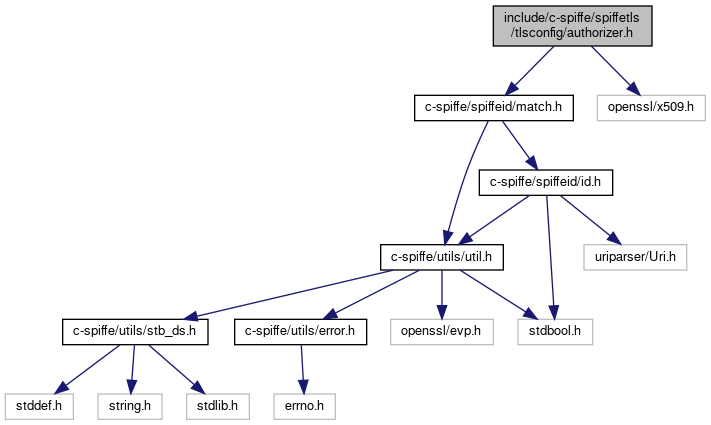 include/c-spiffe/spiffetls
/tlsconfig/authorizer.h
c-spiffe/spiffeid/match.h
openssl/x509.h
c-spiffe/spiffeid/id.h
c-spiffe/utils/util.h
uriparser/Uri.h
c-spiffe/utils/stb_ds.h
c-spiffe/utils/error.h
openssl/evp.h
stdbool.h
stddef.h
string.h
stdlib.h
errno.h